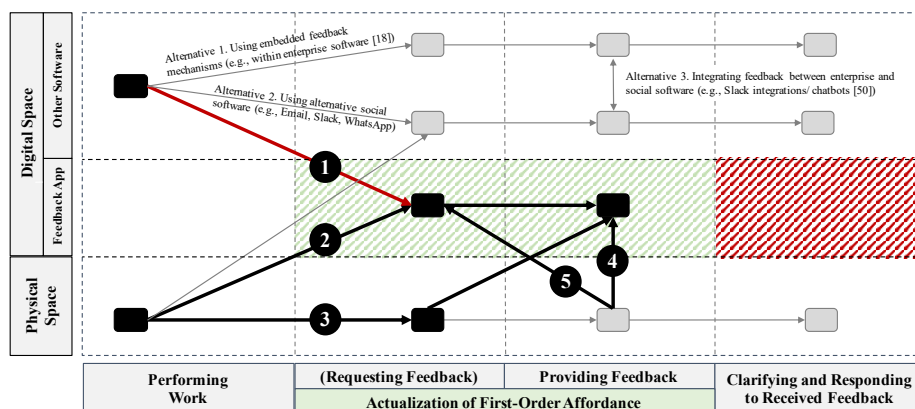 Digital Space
Other Software
Feedback App
Physical
Space
Alternative 1. Using embedded feedback
mechanisms (e.g., within enterprise software [18])
Alternative 2. Using alternative social
software (e.g., Email, Slack, WhatsApp)
Alternative 3. Integrating feedback between enterprise and
social software (e.g., Slack integrations/ chatbots [50])
1
2
3
4
5
Performing
Work
(Requesting Feedback)
Providing Feedback
Actualization of First-Order Affordance
Clarifying and Responding
to Received Feedback